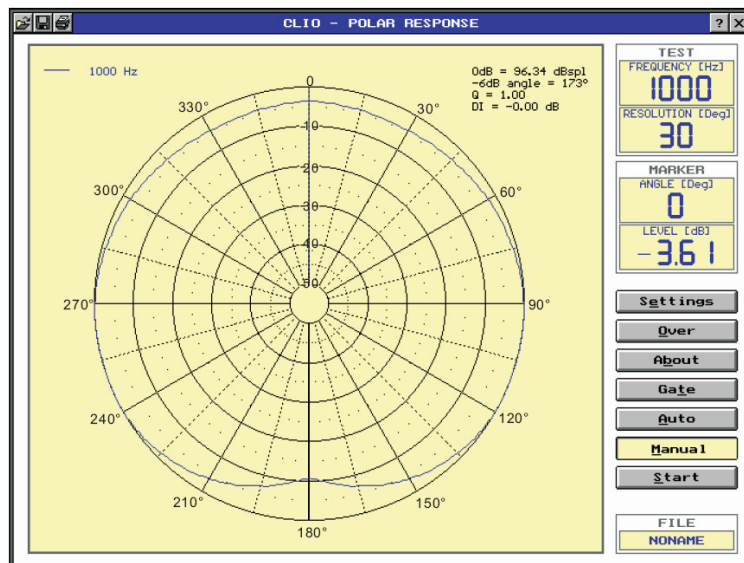 CLIO - POLAR RESPONSE
? X
1000 Hz
0dB = 96.34 dBspl
-6dB angle = 173°
Q = 1.00
DI = -0.00 dB
0
30°
60°
90°
120°
150°
180°
210°
240°
270°
300°
330°
-10
-20
-30
-40
-50
TEST
FREQUENCY [Hz]
1000
RESOLUTION [Deg]
30
MARKER
ANGLE [Deg]
0
LEVEL [dB]
-3.61
Settings
Over
About
Gate
Auto
Manual
Start
FILE
NONAME